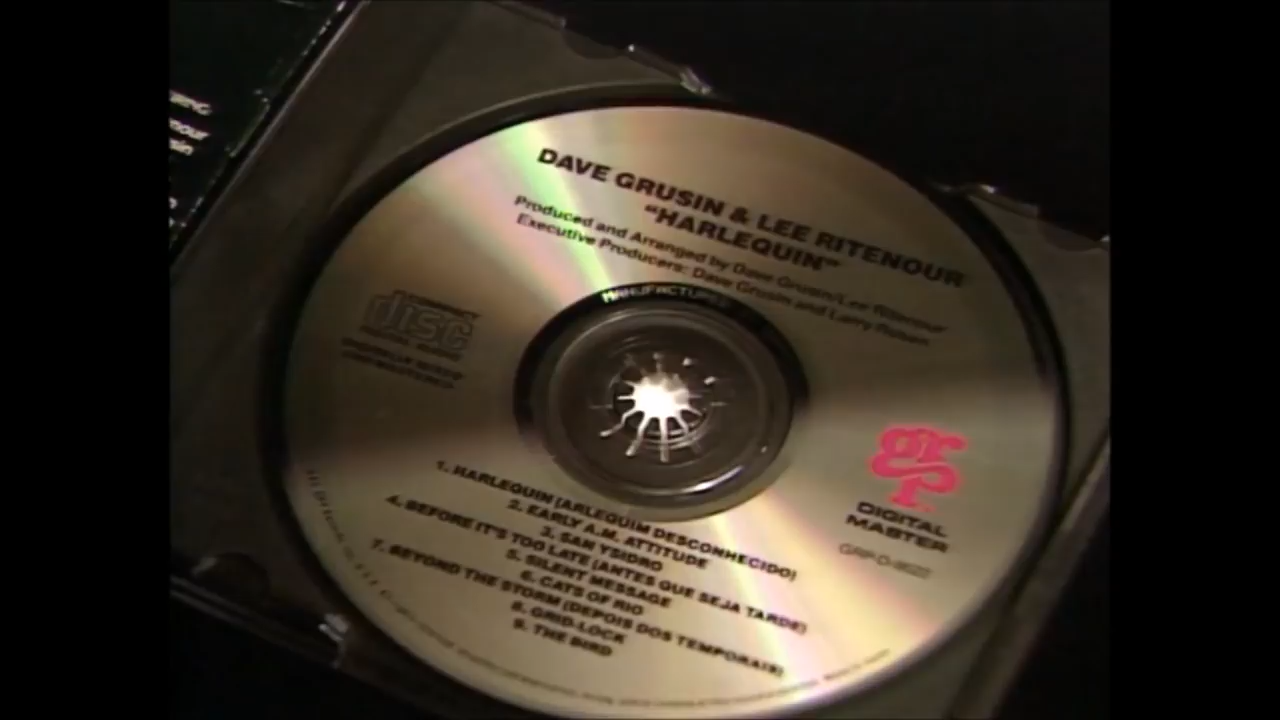 DAVE GRUSIN & LEE RITENOUR
“HARLEQUIN”
Produced and Arranged by Dave Grusin/Lee Ritenour
Executive Producers: Dave Grusin and Larry Rosen
MANUFACTURED
COMPACT
disc
DIGITAL AUDIO
grp
DIGITAL
MASTER
1. HARLEQUIN (ARLEQUIM DESCONHECIDO)
2. EARLY A.M. ATTITUDE
3. SAN YSIDRO
4. BEFORE IT'S TOO LATE (ANTES QUE SEJA TARDE)
5. SILENT MESSAGE
6. CATS OF RIO
7. BEYOND THE STORM (DEPOIS DOS TEMPORAIS)
8. GRID-LOCK
9. THE BIRD